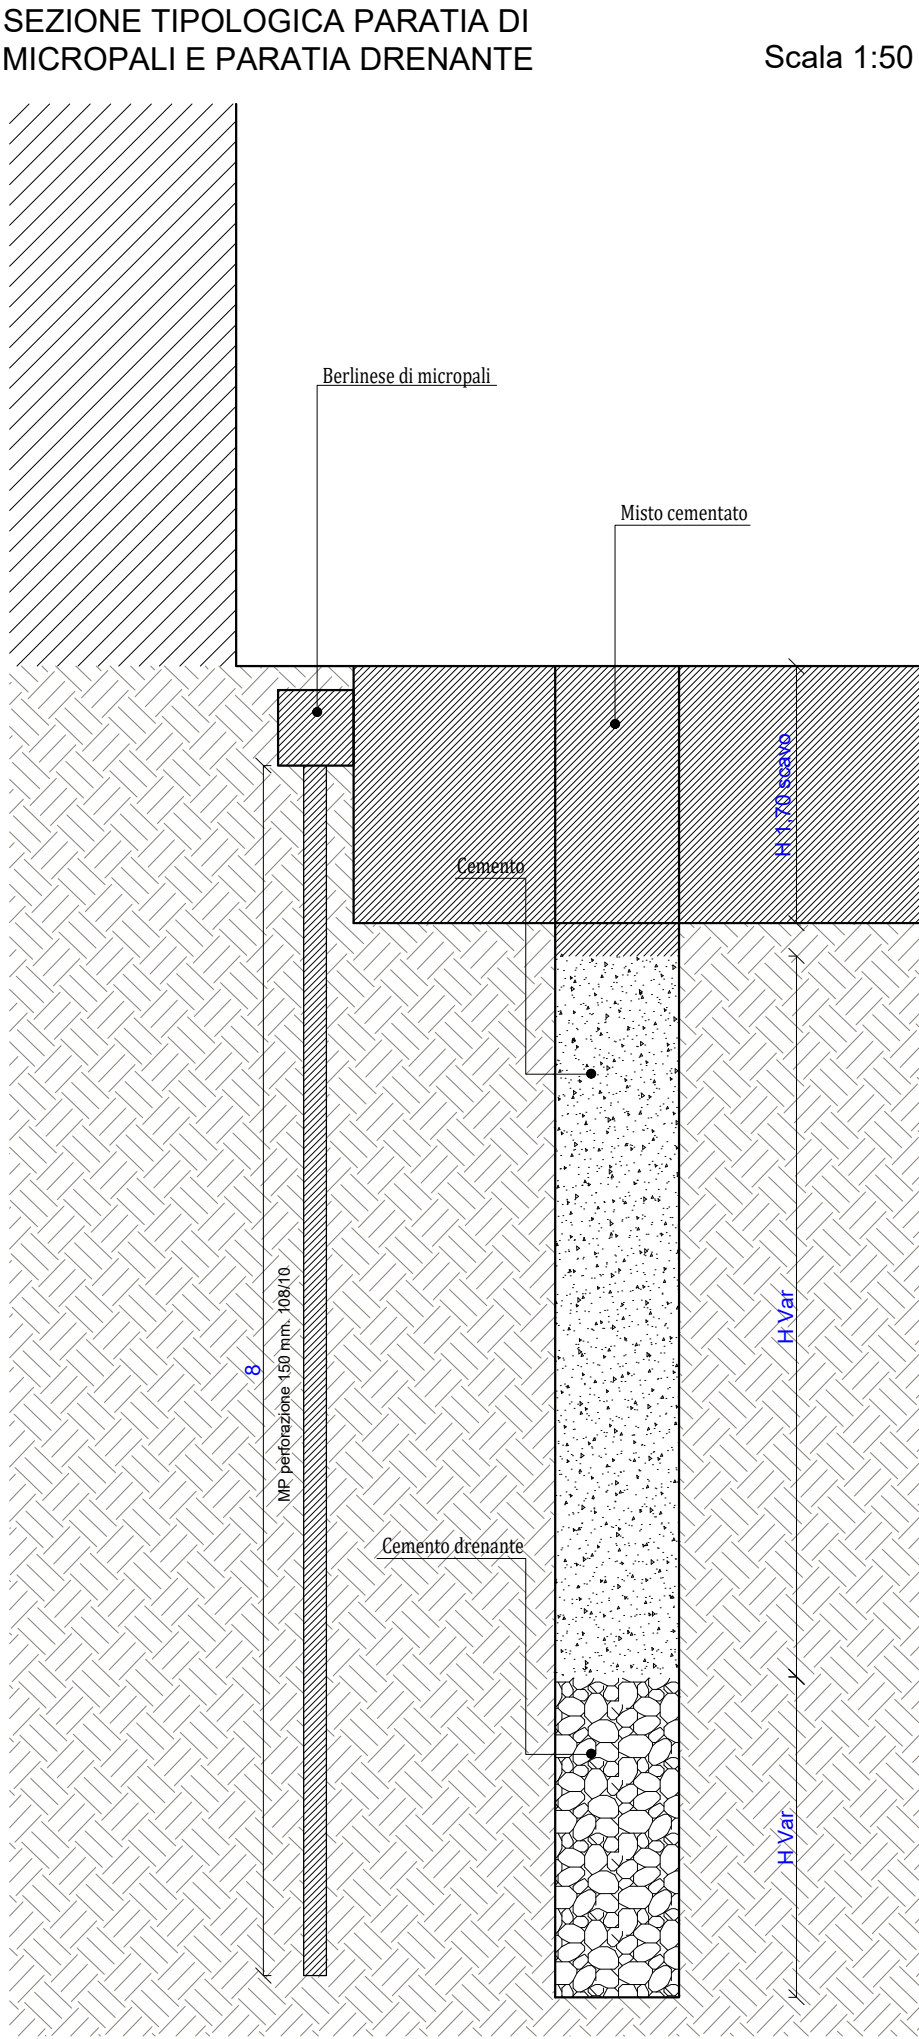 SEZIONE TIPOLOGICA PARATIA DI
MICROPALI E PARATIA DRENANTE
Scala 1:50
Berlinese di micropali
Misto cementato
H 1,70 scavo
Cemento
H Var
8
MP perforazione 150 mm. 108/10
Cemento drenante
H Var